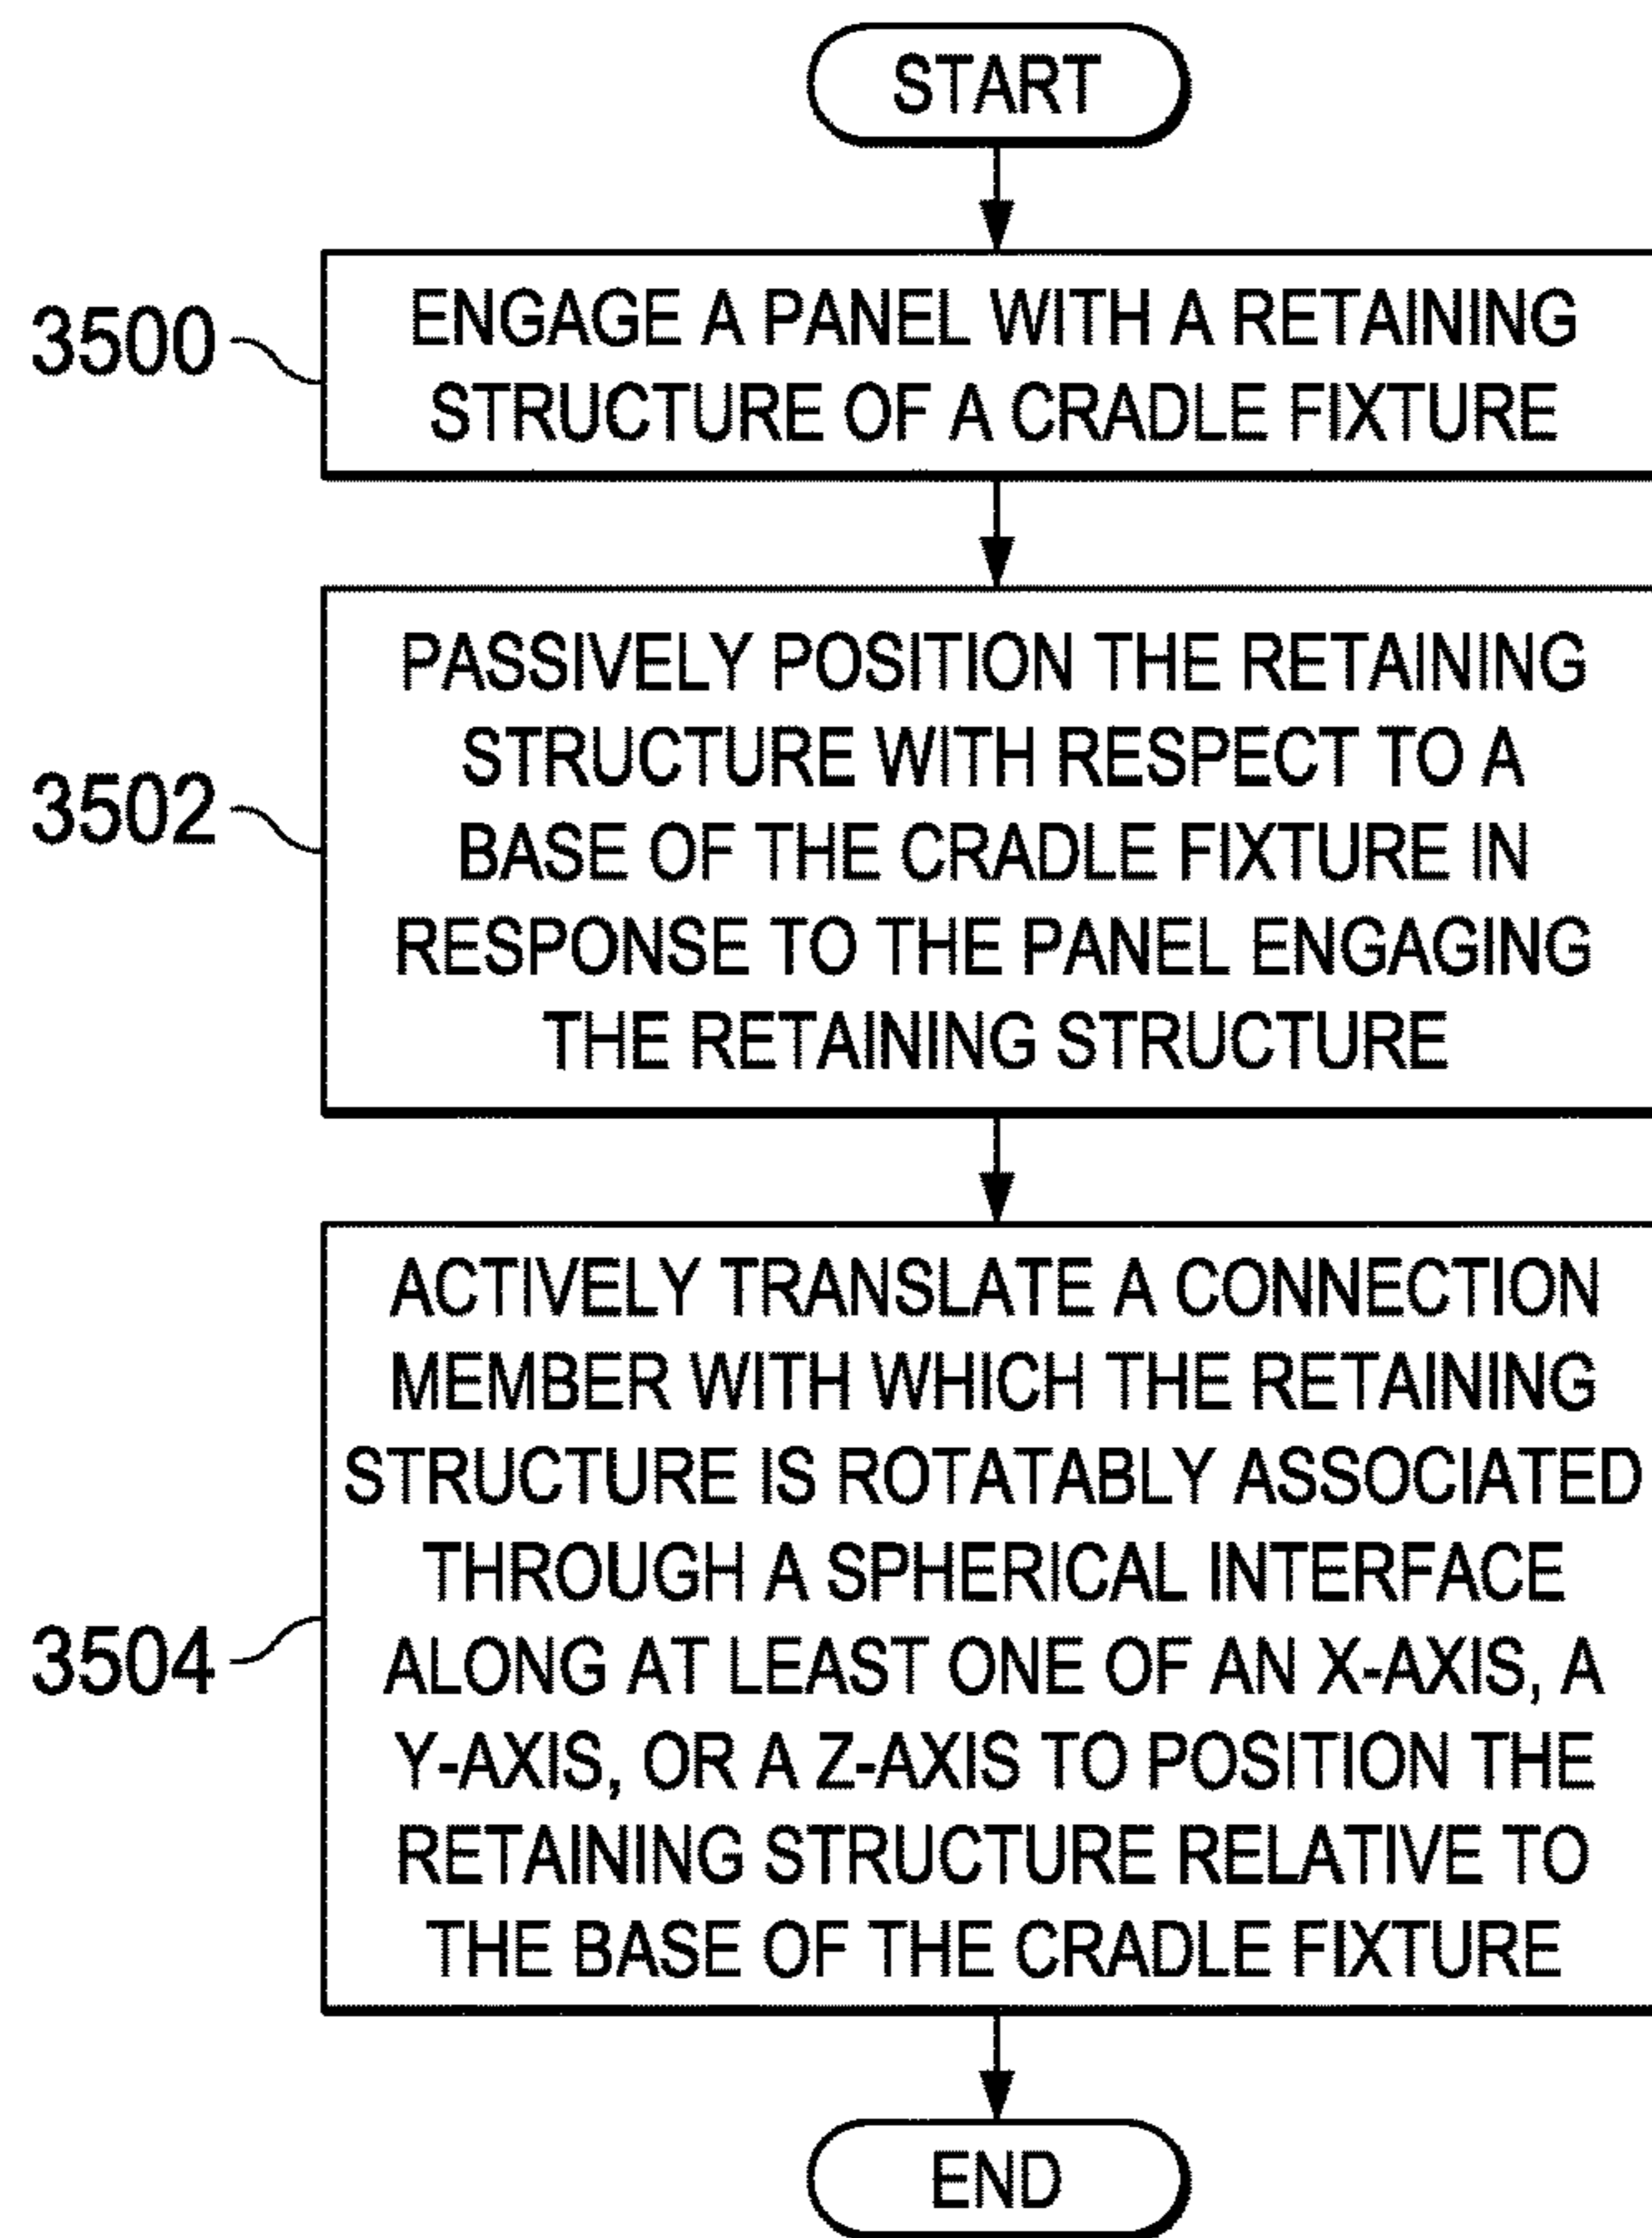 START
3500
ENGAGE A PANEL WITH A RETAINING
STRUCTURE OF A CRADLE FIXTURE
3502
PASSIVELY POSITION THE RETAINING
STRUCTURE WITH RESPECT TO A
BASE OF THE CRADLE FIXTURE IN
RESPONSE TO THE PANEL ENGAGING
THE RETAINING STRUCTURE
3504
ACTIVELY TRANSLATE A CONNECTION
MEMBER WITH WHICH THE RETAINING
STRUCTURE IS ROTATABLY ASSOCIATED
THROUGH A SPHERICAL INTERFACE
ALONG AT LEAST ONE OF AN X-AXIS, A
Y-AXIS, OR A Z-AXIS TO POSITION THE
RETAINING STRUCTURE RELATIVE TO
THE BASE OF THE CRADLE FIXTURE
END